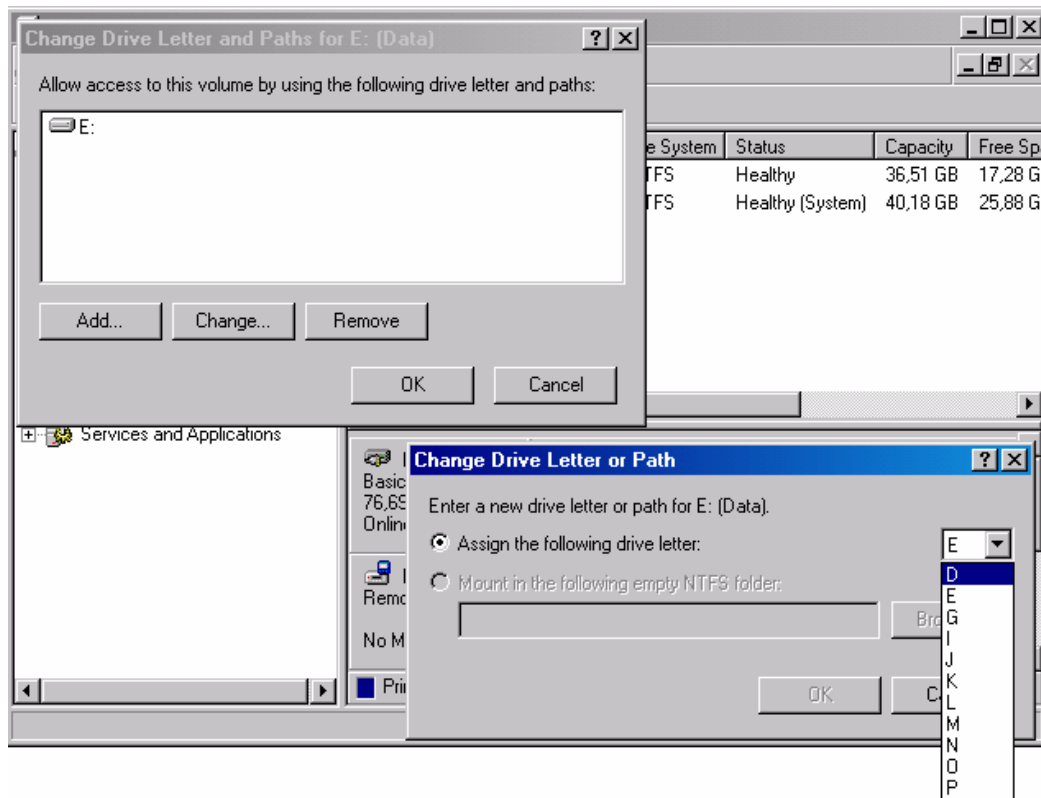 Change Drive Letter and Paths for E: (Data)
Allow access to this volume by using the following drive letter and paths:
E:
Add... Change... Remove
OK Cancel
e System Status Capacity Free Sp
TFS Healthy 36,51 GB 17,28 G
TFS Healthy (System) 40,18 GB 25,88 G
Services and Applications
Basic
76,69
Onlin
Remo
No M
Prin
Change Drive Letter or Path
Enter a new drive letter or path for E: (Data).
Assign the following drive letter:
E
Mount in the following empty NTFS folder:
Bro
OK
Ca
D
E
G
I
J
K
L
M
N
O
P